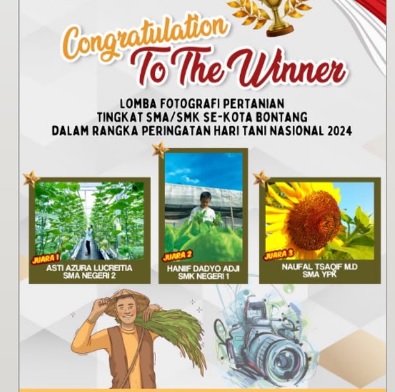 Congratulation
To The Winner
LOMBA FOTOGRAFI PERTANIAN
TINGKAT SMA/SMK SE-KOTA BONTANG
DALAM RANGKA PERINGATAN HARI TANI NASIONAL 2024
JUARA 1
ASTI AZURA LUCREITIA
SMA NEGERI 2
JUARA 2
HANIIF DADYO ADJI
SMK NEGERI 1
JUARA 3
NAUFAL TSAQIF M.D
SMA YPK